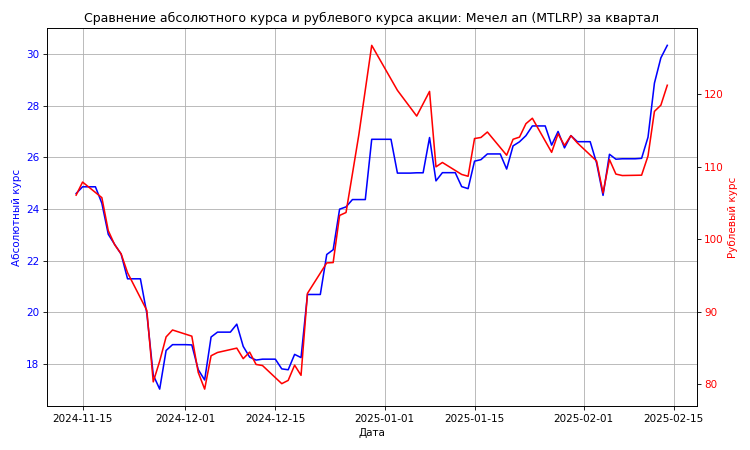 Сравнение абсолютного курса и рублевого курса акции: Мечел ап (MTLRP) за квартал
Абсолютный курс
30
28
26
24
22
20
18
120
110
100
90
80
Рублевый курс
2024-11-15 2024-12-01 2024-12-15 2025-01-01 2025-01-15 2025-02-01 2025-02-15
Дата